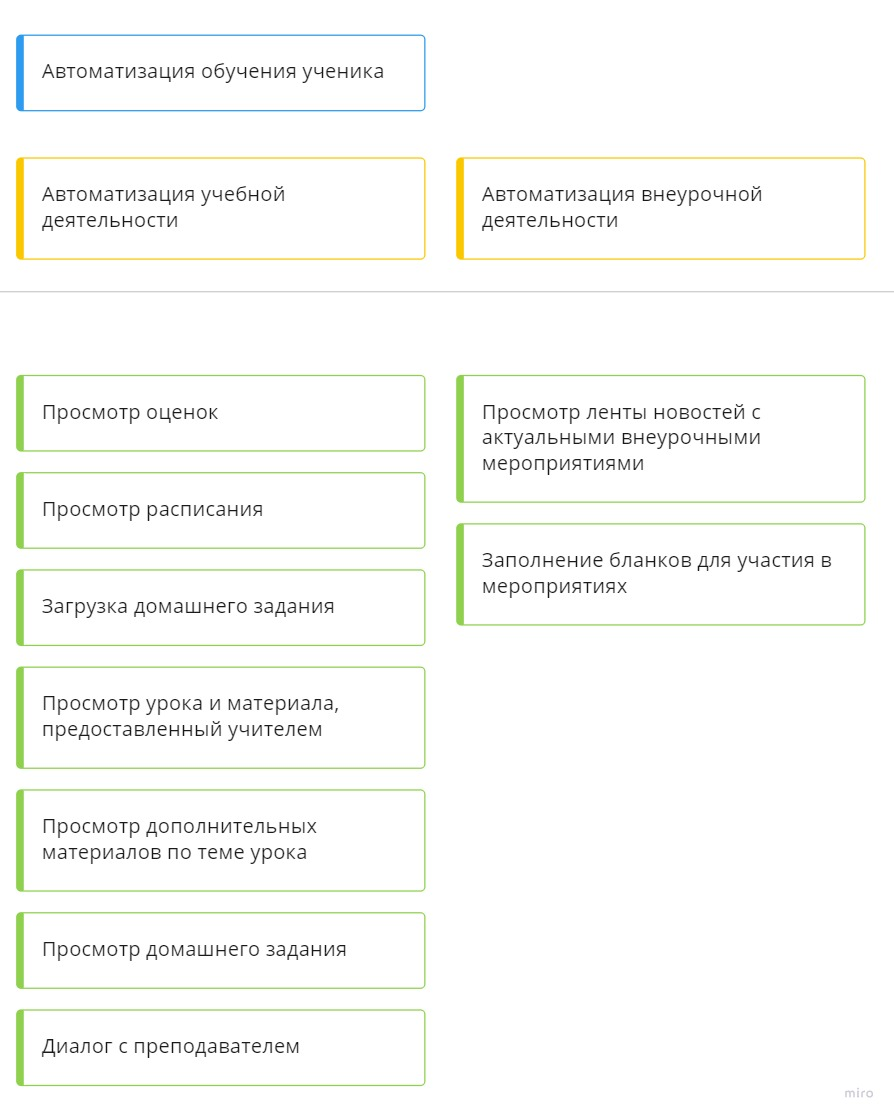 Автоматизация обучения ученика
Автоматизация учебной
деятельности
Автоматизация внеурочной
деятельности
Просмотр оценок
Просмотр расписания
Загрузка домашнего задания
Просмотр урока и материала,
предоставленный учителем
Просмотр дополнительных
материалов по теме урока
Просмотр домашнего задания
Диалог с преподавателем
Просмотр ленты новостей с
актуальными внеурочными
мероприятиями
Заполнение бланков для участия в
мероприятиях
miro